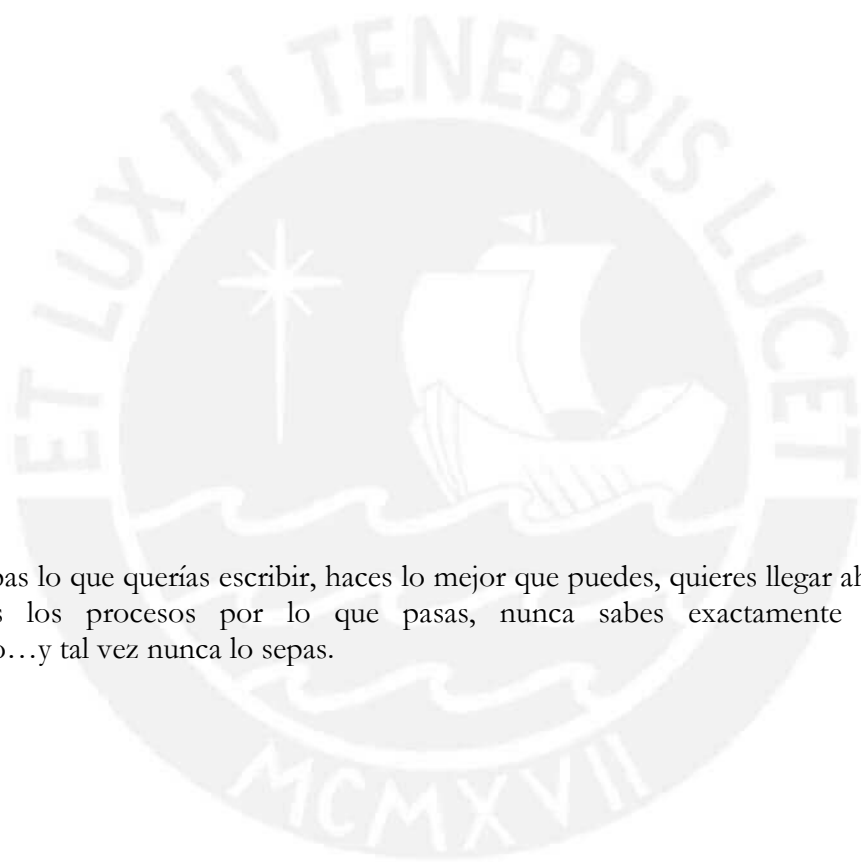 ET LUX IN TENEBRIS LUCET
pas lo que querías escribir, haces lo mejor que puedes, quieres llegar
s los procesos por lo que pasas, nunca sabes exactamente
o…y tal vez nunca lo sepas.
MCMXVII